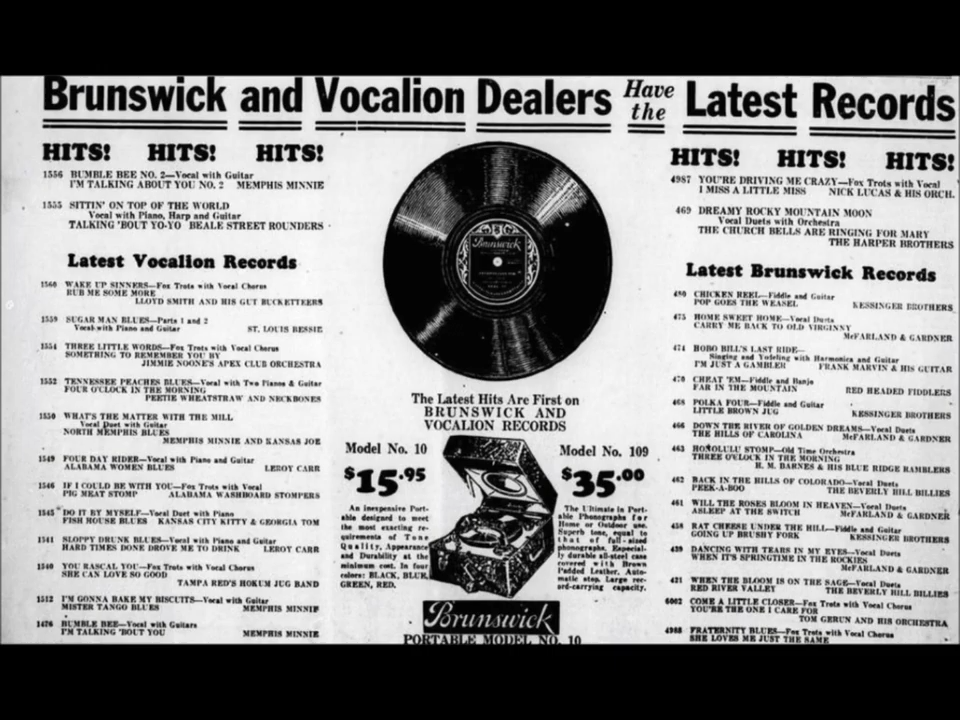 Brunswick and Vocalion Dealers Have the Latest Records
HITS! HITS! HITS!
1556 BUMBLE BEE NO. 2—Vocal with Guitar
I'M TALKING ABOUT YOU NO. 2 MEMPHIS MINNIE
1555 SITTIN' ON TOP OF THE WORLD
Vocal with Piano, Harp and Guitar
TALKING 'BOUT YO-YO BEALE STREET ROUNDERS
Latest Vocalion Records
1560 WAKE UP SINNERS—Fox Trots with Vocal Chorus
RUB ME SOME MORE
LLOYD SMITH AND HIS GUT BUCKETEERS
1559 SUGAR MAN BLUES—Parts 1 and 2
Vocal with Piano and Guitar ST. LOUIS BESSIE
1554 THREE LITTLE WORDS—Fox Trots with Vocal Chorus
SOMETHING TO REMEMBER YOU BY
JIMMIE NOONE'S APEX CLUB ORCHESTRA
1552 TENNESSEE PEACHES BLUES—Vocal with Two Pianos & Guitar
FOUR O'CLOCK IN THE MORNING
PEETIE WHEATSTRAW AND NECKBONES
1550 WHAT'S THE MATTER WITH THE MILL
Vocal Duet with Guitar
NORTH MEMPHIS BLUES
MEMPHIS MINNIE AND KANSAS JOE
1549 FOUR DAY RIDER—Vocal with Piano and Guitar
ALABAMA WOMEN BLUES LEROY CARR
1546 IF I COULD BE WITH YOU—Fox Trots with Vocal
PIG MEAT STOMP ALABAMA WASHBOARD STOMPERS
1545 DO IT BY MYSELF—Vocal Duet with Piano
FISH HOUSE BLUES KANSAS CITY KITTY & GEORGIA TOM
1541 SLOPPY DRUNK BLUES—Vocal with Piano and Guitar
HARD TIMES DONE DROVE ME TO DRINK LEROY CARR
1540 YOU RASCAL YOU—Fox Trots with Vocal Chorus
SHE CAN LOVE SO GOOD
TAMPA RED'S HOKUM JUG BAND
1512 I'M GONNA BAKE MY BISCUITS—Vocal with Guitar
MISTER TANGO BLUES MEMPHIS MINNIE
1476 BUMBLE BEE—Vocal with Guitars
I'M TALKING 'BOUT YOU MEMPHIS MINNIE
Brunswick
The Latest Hits Are First on
BRUNSWICK AND
VOCALION RECORDS
Model No. 10
$15.95
An inexpensive Port-
able designed to meet
the most exacting re-
quirements of Tone
Quality, Appearance
and Durability at the
minimum cost. In four
colors: BLACK, BLUE,
GREEN, RED.
Model No. 109
$35.00
The Ultimate in Port-
able Phonographs for
Home or Outdoor use.
Superb tone, equal to
that of full-sized
phonographs. Especial-
ly durable all-steel case
covered with Brown
Padded Leather. Auto-
matic stop. Large rec-
ord-carrying capacity.
Brunswick
PORTABLE MODEL NO. 10
HITS! HITS! HITS!
4987 YOU'RE DRIVING ME CRAZY—Fox Trots with Vocal
I MISS A LITTLE MISS NICK LUCAS & HIS ORCH.
469 DREAMY ROCKY MOUNTAIN MOON
Vocal Duets with Orchestra
THE CHURCH BELLS ARE RINGING FOR MARY
THE HARPER BROTHERS
Latest Brunswick Records
480 CHICKEN REEL—Fiddle and Guitar
POP GOES THE WEASEL KESSINGER BROTHERS
475 HOME SWEET HOME—Vocal Duets
CARRY ME BACK TO OLD VIRGINNY
McFARLAND & GARDNER
474 HOBO BILL'S LAST RIDE—
Singing and Yodeling with Harmonica and Guitar
I'M JUST A GAMBLER FRANK MARVIN & HIS GUITAR
470 CHEAT 'EM—Fiddle and Banjo
FAR IN THE MOUNTAIN RED HEADED FIDDLERS
468 POLKA FOUR—Fiddle and Guitar
LITTLE BROWN JUG KESSINGER BROTHERS
466 DOWN THE RIVER OF GOLDEN DREAMS—Vocal Duets
THE HILLS OF CAROLINA McFARLAND & GARDNER
463 HONOLULU STOMP—Old Time Orchestra
THREE O'CLOCK IN THE MORNING
H. M. BARNES & HIS BLUE RIDGE RAMBLERS
462 BACK IN THE HILLS OF COLORADO—Vocal Duets
PEEK-A-BOO THE BEVERLY HILL BILLIES
461 WILL THE ROSES BLOOM IN HEAVEN—Vocal Duets
ASLEEP AT THE SWITCH McFARLAND & GARDNER
458 RAT CHEESE UNDER THE HILL—Fiddle and Guitar
GOING UP BRUSHY FORK KESSINGER BROTHERS
439 DANCING WITH TEARS IN MY EYES—Vocal Duets
WHEN IT'S SPRINGTIME IN THE ROCKIES
McFARLAND & GARDNER
421 WHEN THE BLOOM IS ON THE SAGE—Vocal Duets
RED RIVER VALLEY THE BEVERLY HILL BILLIES
6002 COME A LITTLE CLOSER—Fox Trots with Vocal Chorus
YOU'RE THE ONE I CARE FOR
TOM GERUN AND HIS ORCHESTRA
4988 FRATERNITY BLUES—Fox Trots with Vocal Chorus
SHE LOVES ME JUST THE SAME